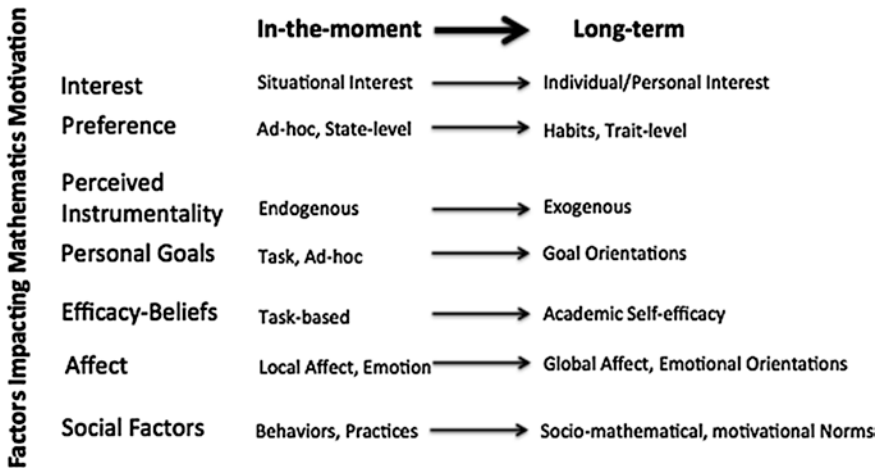 Factors Impacting Mathematics Motivation
In-the-moment Long-term
Interest Situational Interest Individual/Personal Interest
Preference Ad-hoc, State-level Habits, Trait-level
Perceived
Instrumentality Endogenous Exogenous
Personal Goals Task, Ad-hoc Goal Orientations
Efficacy-Beliefs Task-based Academic Self-efficacy
Affect Local Affect, Emotion Global Affect, Emotional Orientations
Social Factors Behaviors, Practices Socio-mathematical, motivational Norms